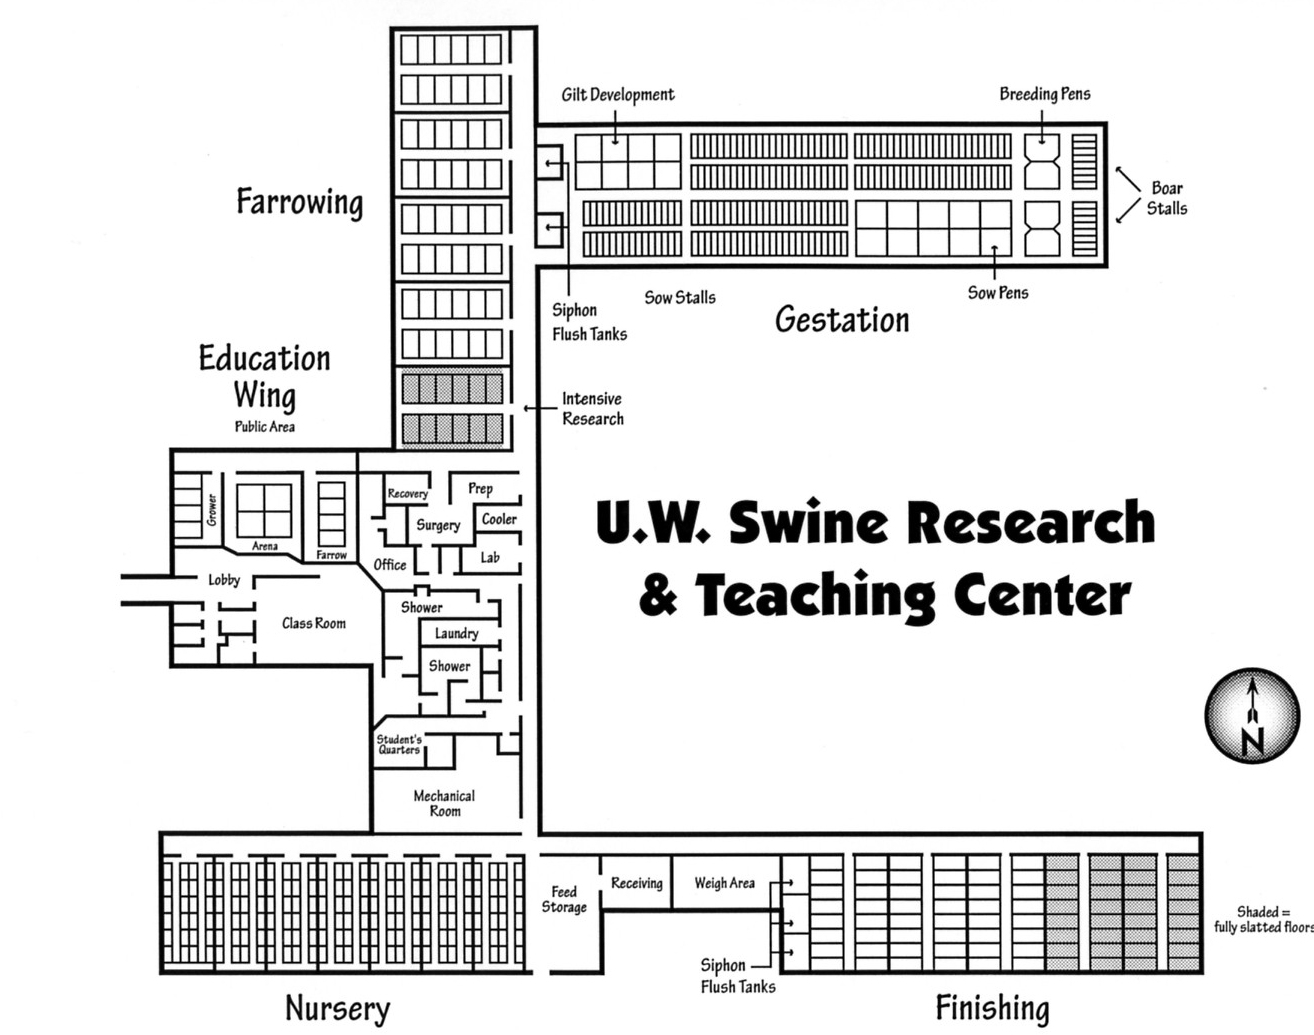 Gilt Development
Breeding Pens
Farrowing
Boar
Stalls
Siphon
Flush Tanks
Sow Stalls
Sow Pens
Gestation
Education
Wing
Public Area
Intensive
Research
Grower
Arena
Farrow
Recovery
Prep
Surgery
Cooler
Office
Lab
Lobby
Class Room
Shower
Laundry
Shower
U.W. Swine Research
& Teaching Center
N
Student's
Quarters
Mechanical
Room
Feed
Storage
Receiving
Weigh Area
Siphon
Flush Tanks
Shaded =
fully slatted floors
Nursery
Finishing